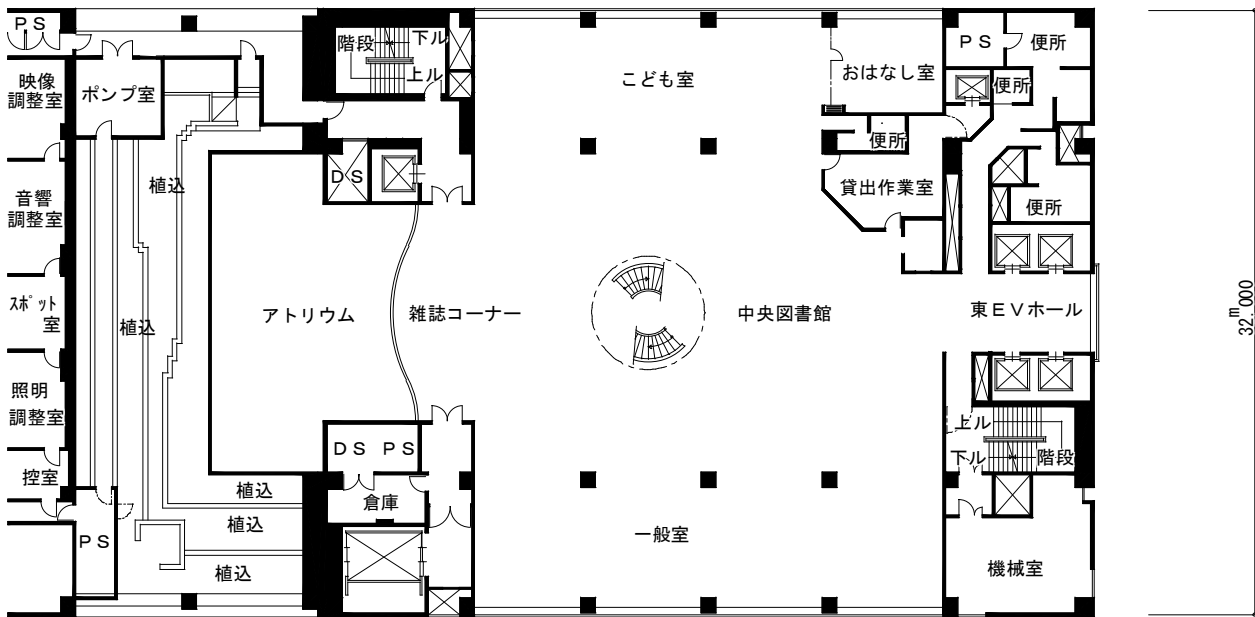 ＰＳ
階段
下ル
上ル
こども室
おはなし室
ＰＳ
便所
便所
映像
調整室
ポンプ室
便所
植込
ＤＳ
貸出作業室
音響
調整室
便所
スポット
室
植込
アトリウム
雑誌コーナー
中央図書館
東ＥＶホール
32.ᵐ000
照明
調整室
上ル
下ル
階段
ＤＳ ＰＳ
控室
植込
倉庫
植込
ＰＳ
一般室
植込
機械室